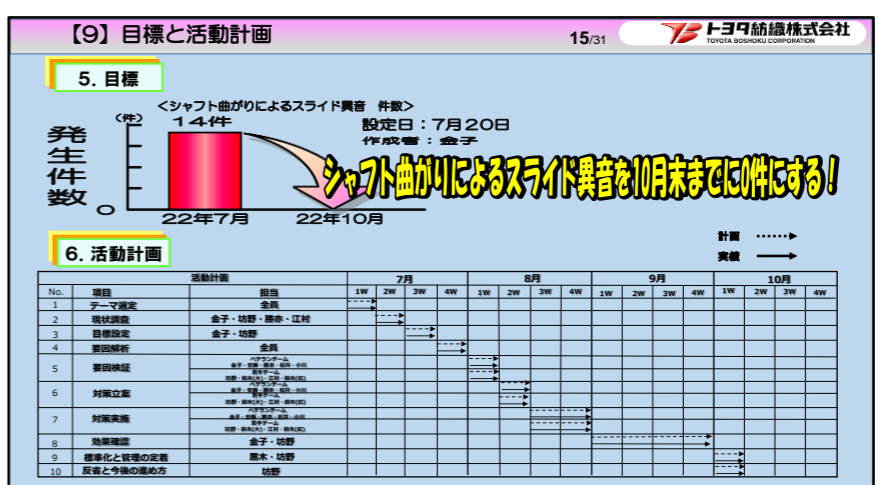 【9】目標と活動計画
15/31
トヨタ紡織株式会社
TOYOTA BOSHOKU CORPORATION
5. 目標
<シャフト曲がりによるスライド異音 件数>
発生件数
(件)
14件
設定日：7月20日
作成者：金子
シャフト曲がりによるスライド異音を10月末までに0件にする！
0
22年7月 22年10月
計画
実績
6. 活動計画
活動計画 7月 8月 9月 10月
No. 項目 担当 1W 2W 3W 4W 1W 2W 3W 4W 1W 2W 3W 4W 1W 2W 3W 4W
1 テーマ選定 全員
2 現状調査 金子・坊野・勝亦・江村
3 目標設定 金子・坊野
4 要因解析 全員
5 要因検証
ベテランチーム
若手チーム
6 対策立案
ベテランチーム
若手チーム
7 対策実施
ベテランチーム
若手チーム
8 効果確認 金子・坊野
9 標準化と管理の定着 黒木・坊野
10 反省と今後の進め方 坊野